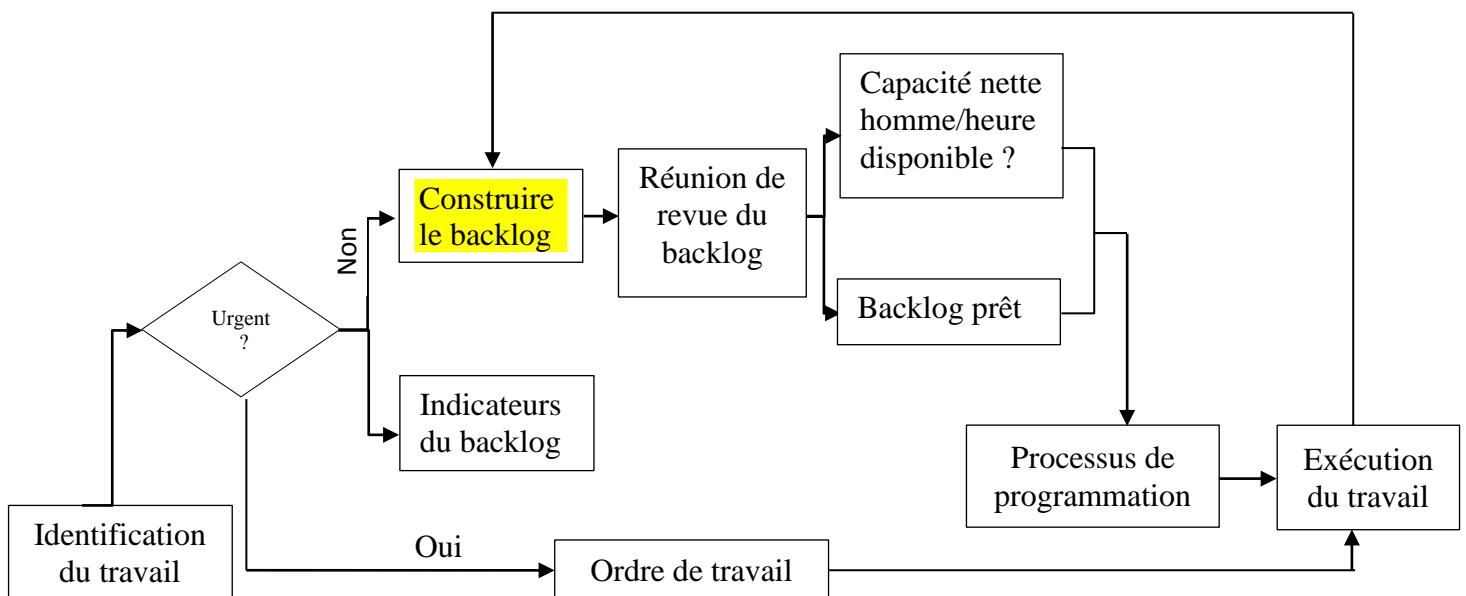 Capacité nette
homme/heure
disponible ?
Construire
le backlog
Réunion de
revue du
backlog
Non
Backlog prêt
Urgent
?
Indicateurs
du backlog
Processus de
programmation
Exécution
du travail
Identification
du travail
Oui
Ordre de travail